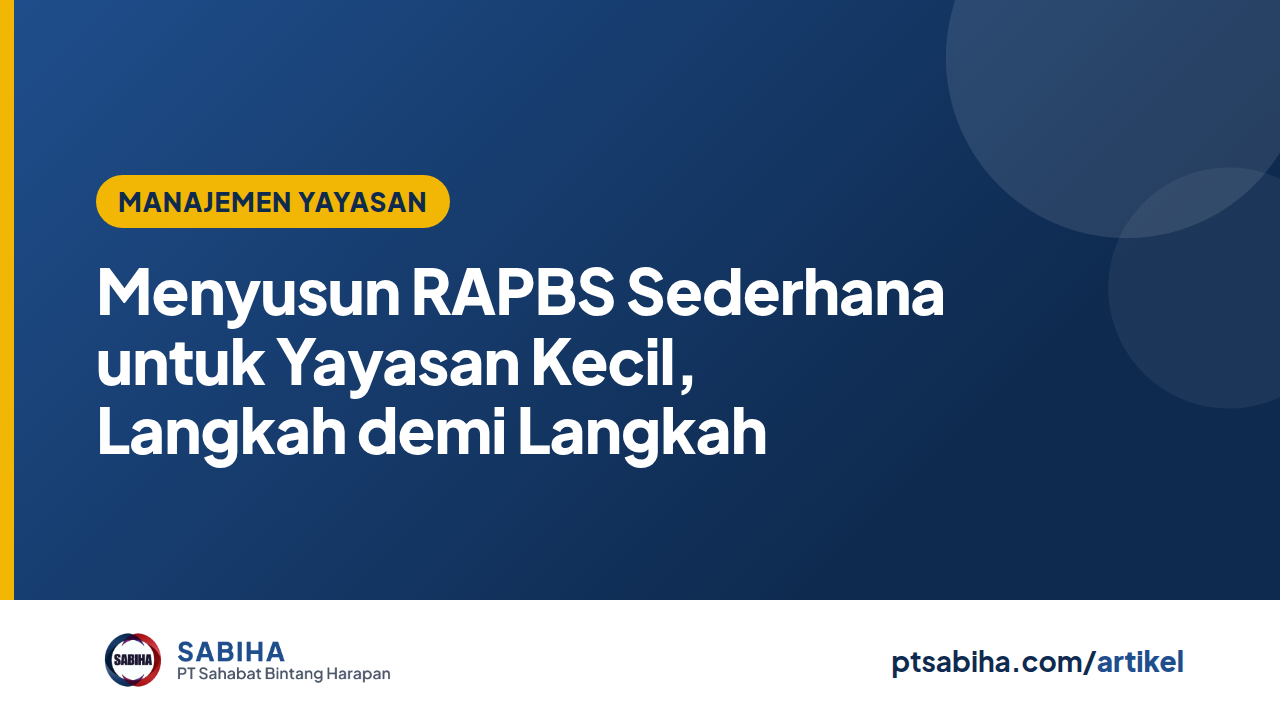 MANAJEMEN YAYASAN
Menyusun RAPBS Sederhana
untuk Yayasan Kecil,
Langkah demi Langkah
SABIHA
SABIHA
PT Sahabat Bintang Harapan
ptsabiha.com/artikel